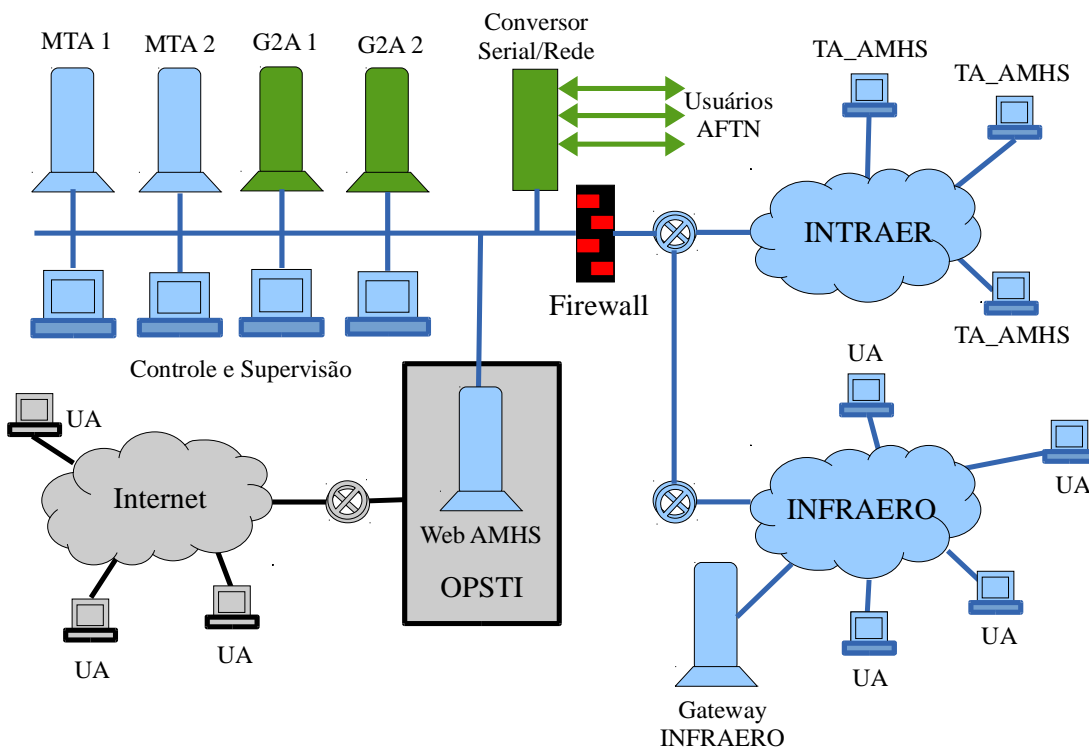 MTA 1
MTA 2
G2A 1
G2A 2
Conversor
Serial/Rede
Usuários
AFTN
TA_AMHS
TA_AMHS
INTRAER
TA_AMHS
Firewall
Controle e Supervisão
UA
Internet
UA
UA
Web AMHS
OPSTI
UA
UA
INFRAERO
UA
UA
Gateway
INFRAERO